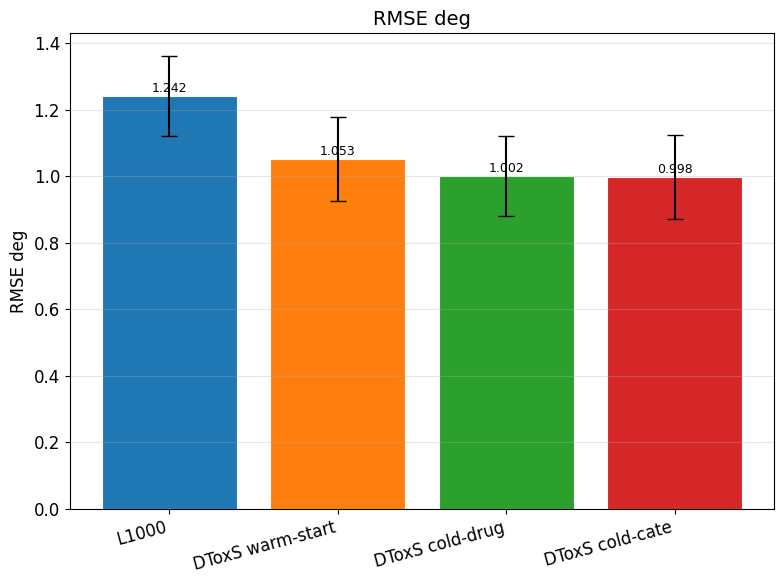 RMSE deg
1.4
1.2
1.0
0.8
0.6
0.4
0.2
0.0
RMSE deg
1.242
1.053
1.002
0.998
L1000
DToxS warm-start
DToxS cold-drug
DToxS cold-cate